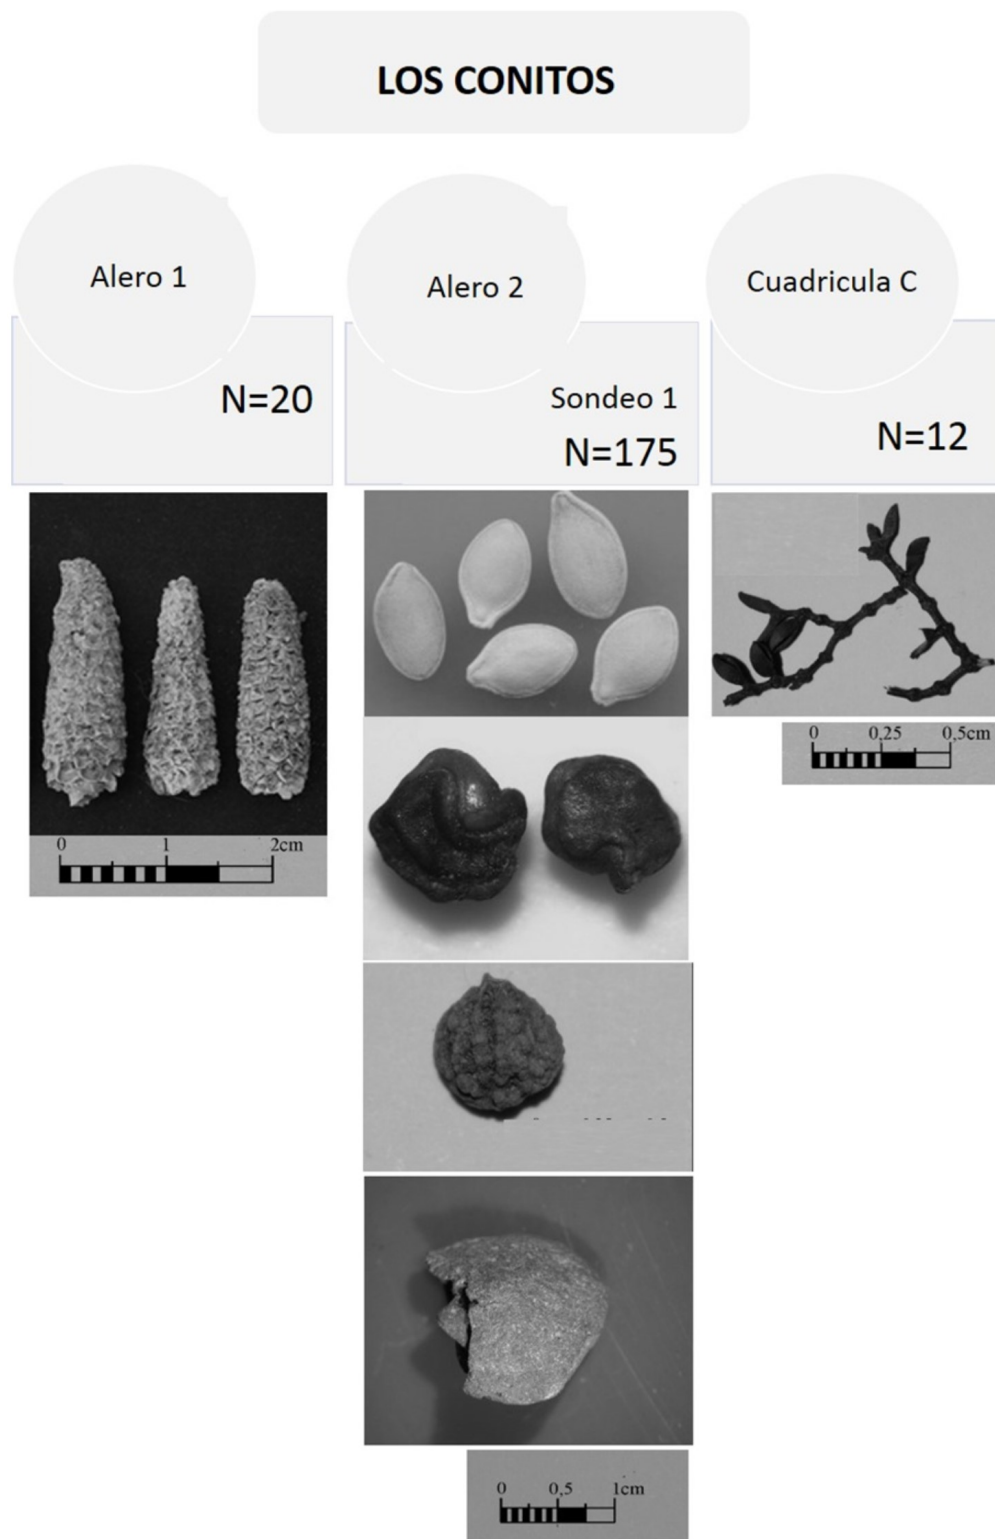 LOS CONITOS
Alero 1
N=20
Alero 2
Sondeo 1
N=175
Cuadricula C
N=12
0 1 2cm
0 0,25 0,5cm
0 0,5 1cm